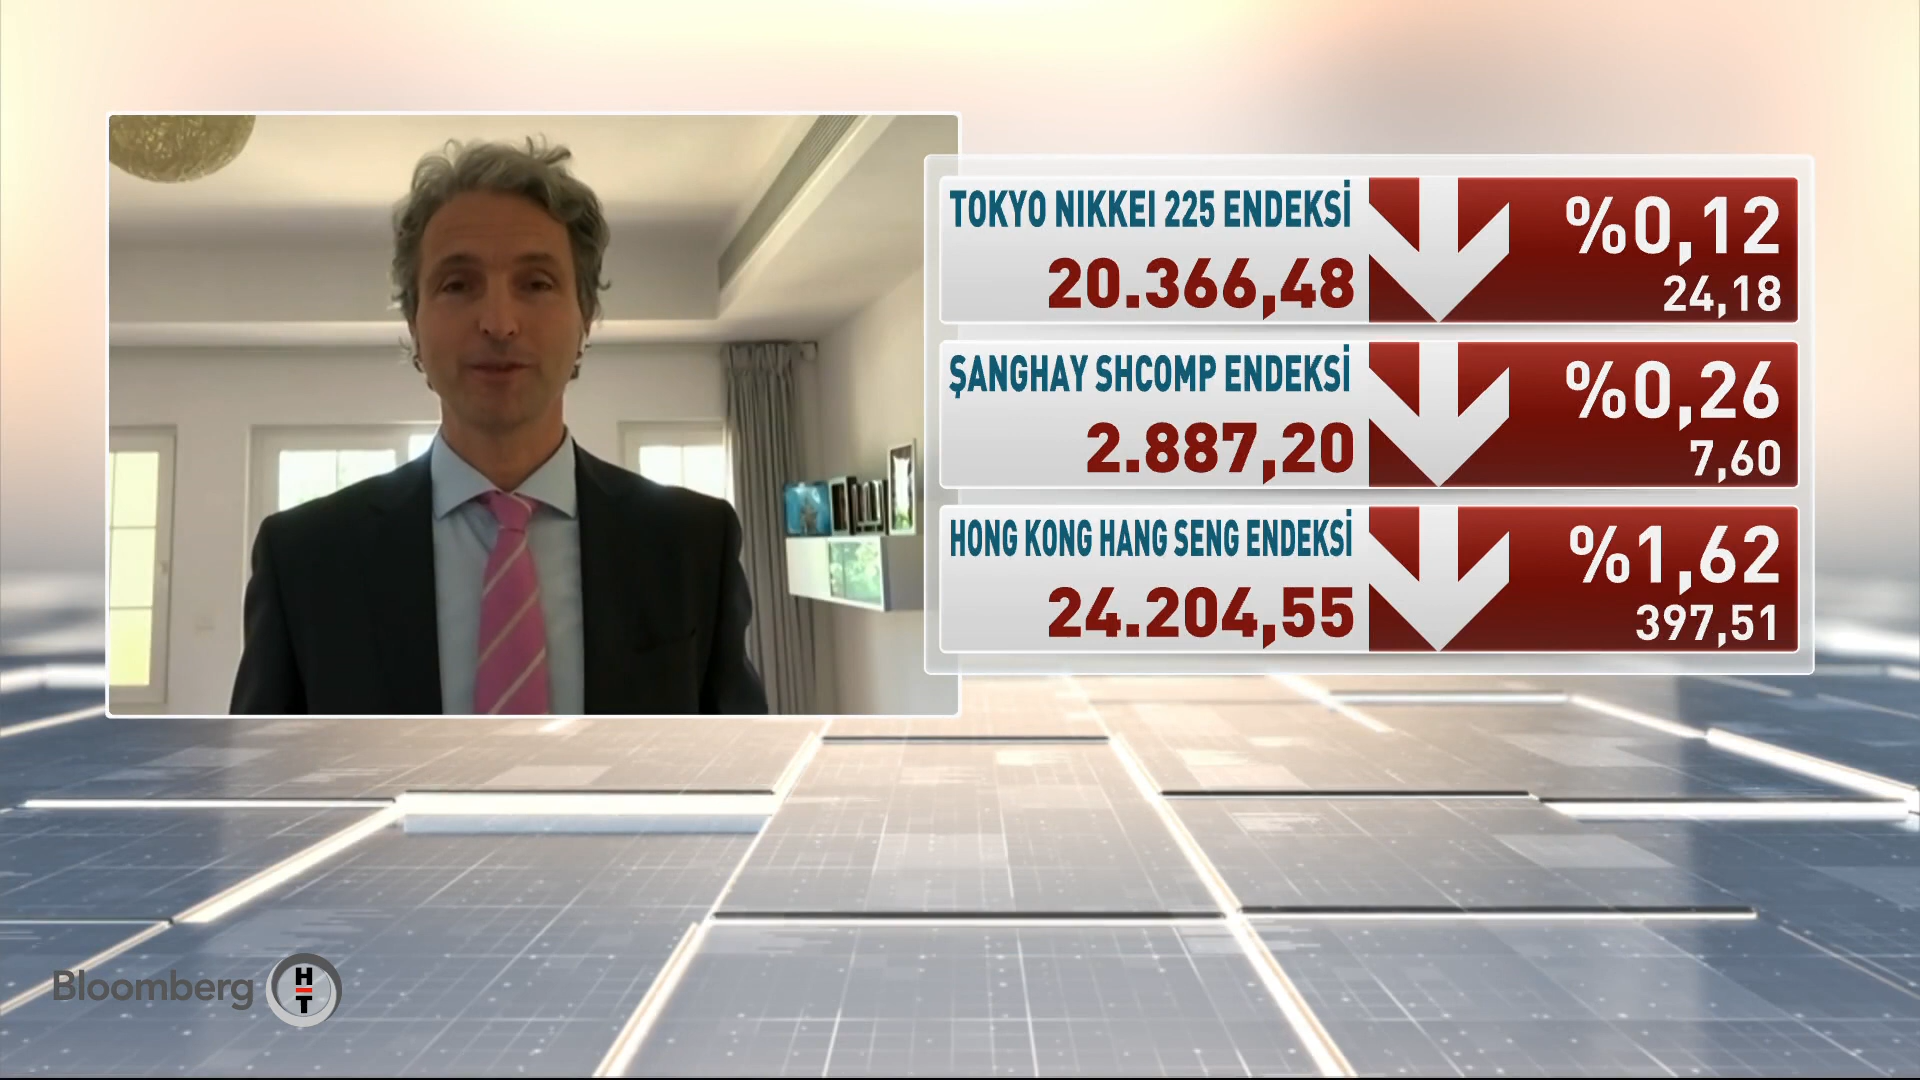 TOKYO NIKKEI 225 ENDEKSİ
20.366,48
%0,12
24,18
ŞANGHAY SHCOMP ENDEKSİ
2.887,20
%0,26
7,60
HONG KONG HANG SENG ENDEKSİ
24.204,55
%1,62
397,51
Bloomberg HT